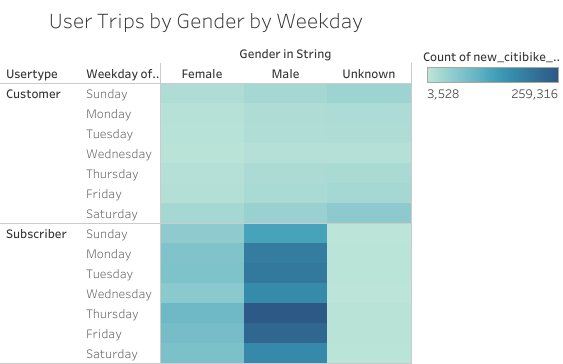 User Trips by Gender by Weekday
Gender in String
Usertype Weekday of.. Female Male Unknown
Customer Sunday
Monday
Tuesday
Wednesday
Thursday
Friday
Saturday
Subscriber Sunday
Monday
Tuesday
Wednesday
Thursday
Friday
Saturday
Count of new_citibike_..
3,528 259,316